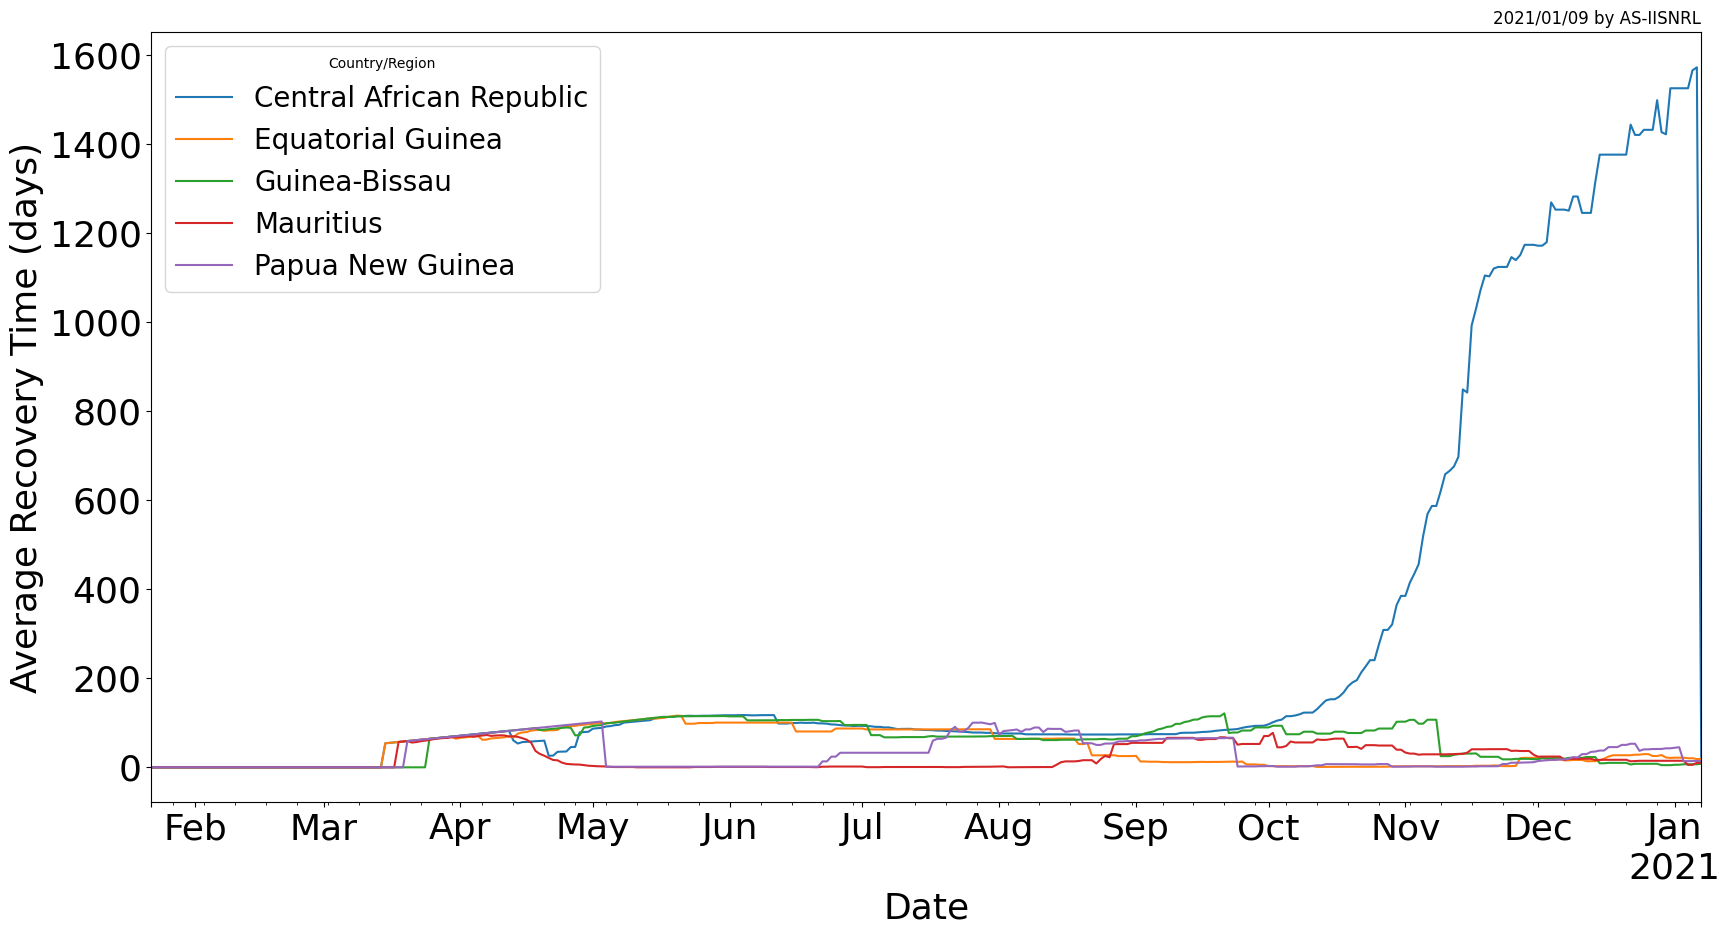 2021/01/09 by AS-IISNRL
Country/Region
Central African Republic
Equatorial Guinea
Guinea-Bissau
Mauritius
Papua New Guinea
Average Recovery Time (days)
1600
1400
1200
1000
800
600
400
200
0
Feb Mar Apr May Jun Jul Aug Sep Oct Nov Dec Jan
2021
Date